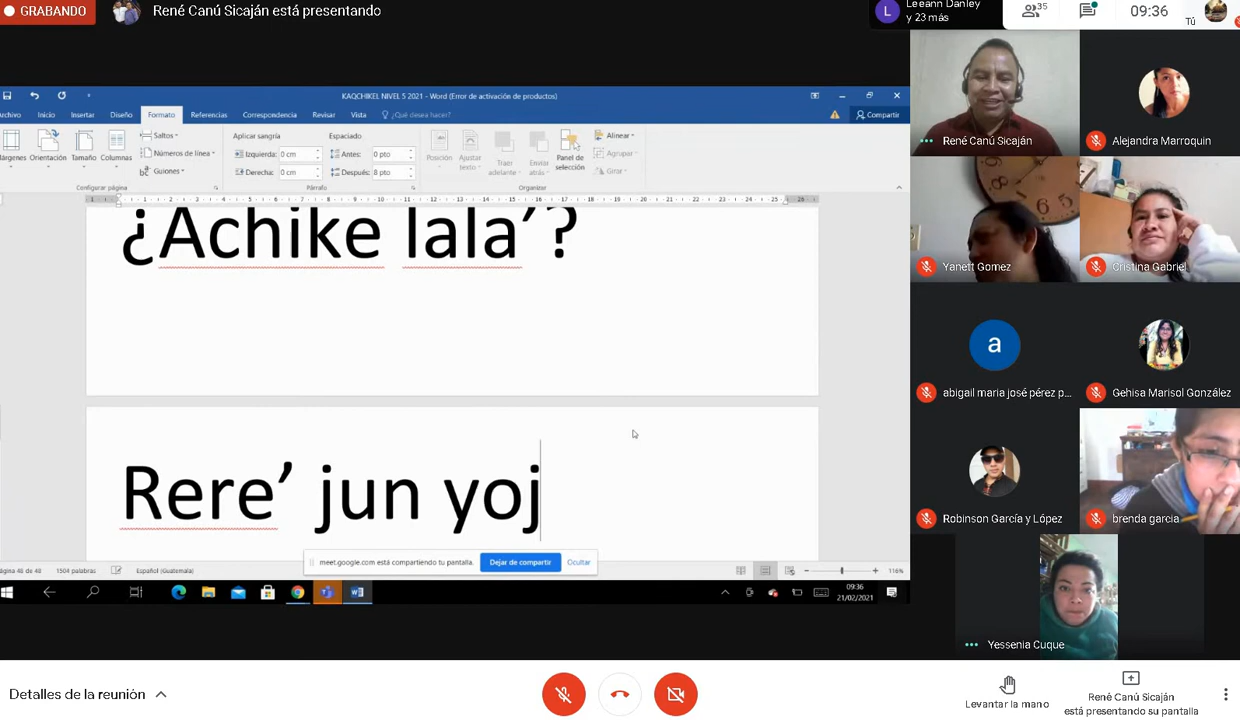 GRABANDO
René Canú Sicaján está presentando
Leeann Danley
y 23 más
35
09:36
Tú
KAQCHIKEL NIVEL 5 2021 - Word (Error de activación de productos)
Archivo Inicio Insertar Diseño Formato Referencias Correspondencia Revisar Vista ¿Qué desea hacer? Compartir
Márgenes Orientación Tamaño Columnas
Saltos
Números de línea
Guiones
Configurar página
Aplicar sangría
Izquierda: 0 cm
Derecha: 0 cm
Espaciado
Antes: 0 pto
Después: 8 pto
Párrafo
Posición
Ajustar texto
Traer adelante
Enviar atrás
Panel de selección
Alinear
Agrupar
Girar
Organizar
¿Achike lala’?
Rere’ jun yoj
meet.google.com está compartiendo tu pantalla. Dejar de compartir Ocultar
Página 48 de 48 1504 palabras Español (Guatemala) 116%
09:36
21/02/2021
René Canú Sicaján
Alejandra Marroquin
Yanett Gomez
Cristina Gabriel
a
abigail maria josé pérez p...
Gehisa Marisol González
Robinson García y López
brenda garcia
Yessenia Cuque
Detalles de la reunión
Levantar la mano
René Canú Sicaján
está presentando su pantalla